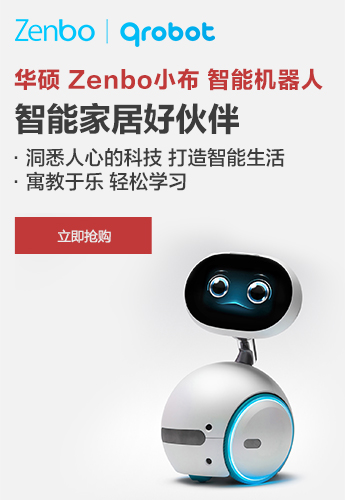 Zenbo | Qrobot
华硕 Zenbo小布 智能机器人
智能家居好伙伴
· 洞悉人心的科技 打造智能生活
· 寓教于乐 轻松学习
立即抢购